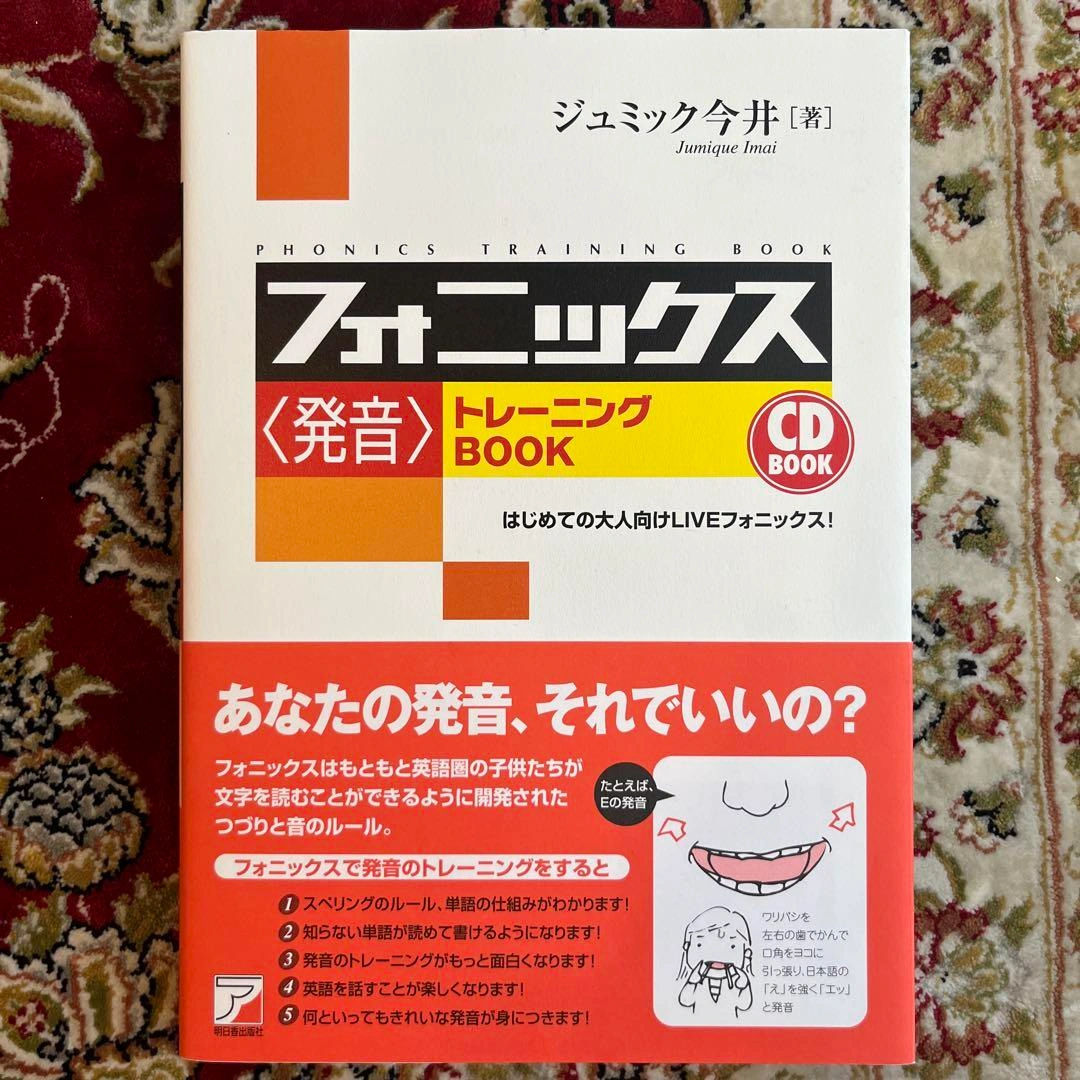 ジュミック今井[著]
Jumique Imai
PHONICS TRAINING BOOK
フォニックス
〈発音〉
トレーニング
BOOK
CD
BOOK
はじめての大人向けLIVEフォニックス!
あなたの発音、それでいいの?
フォニックスはもともと英語圏の子供たちが
文字を読むことができるように開発された
つづりと音のルール。
たとえば、
Eの発音
フォニックスで発音のトレーニングをすると
1 スペリングのルール、単語の仕組みがわかります!
2 知らない単語が読めて書けるようになります!
3 発音のトレーニングがもっと面白くなります!
4 英語を話すことが楽しくなります!
5 何といってもきれいな発音が身につきます!
ワリバシを
左右の歯でかんで
口角をヨコに
引っ張り、日本語の
「え」を強く「エッ」
と発音
ア
明日香出版社